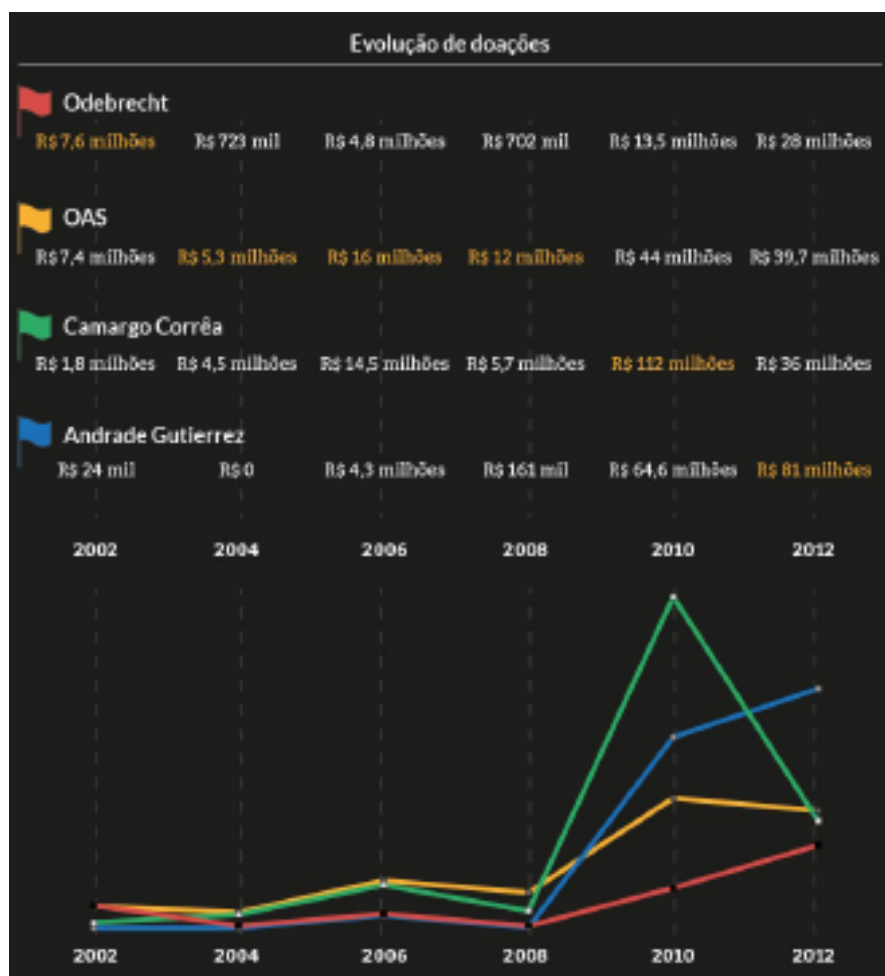 Evolução de doações
Odebrecht
R$ 7,6 milhões R$ 723 mil R$ 4,8 milhões R$ 702 mil R$ 13,5 milhões R$ 28 milhões
OAS
R$ 7,4 milhões R$ 5,3 milhões R$ 16 milhões R$ 12 milhões R$ 44 milhões R$ 39,7 milhões
Camargo Corrêa
R$ 1,8 milhões R$ 4,5 milhões R$ 14,5 milhões R$ 5,7 milhões R$ 112 milhões R$ 36 milhões
Andrade Gutierrez
R$ 24 mil R$ 0 R$ 4,3 milhões R$ 161 mil R$ 64,6 milhões R$ 81 milhões
2002 2004 2006 2008 2010 2012
2002 2004 2006 2008 2010 2012